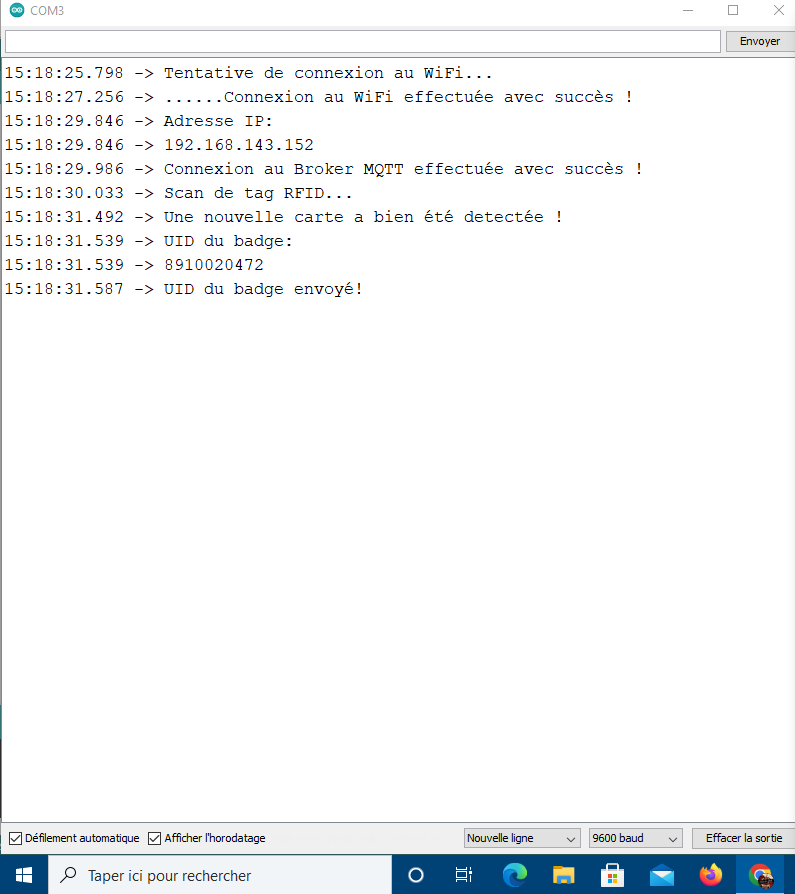 COM3
Envoyer
15:18:25.798 -> Tentative de connexion au WiFi...
15:18:27.256 -> ......Connexion au WiFi effectuée avec succès !
15:18:29.846 -> Adresse IP:
15:18:29.846 -> 192.168.143.152
15:18:29.986 -> Connexion au Broker MQTT effectuée avec succès !
15:18:30.033 -> Scan de tag RFID...
15:18:31.492 -> Une nouvelle carte a bien été detectée !
15:18:31.539 -> UID du badge:
15:18:31.539 -> 8910020472
15:18:31.587 -> UID du badge envoyé!
Défilement automatique Afficher l'horodatage Nouvelle ligne 9600 baud Effacer la sortie
Taper ici pour rechercher